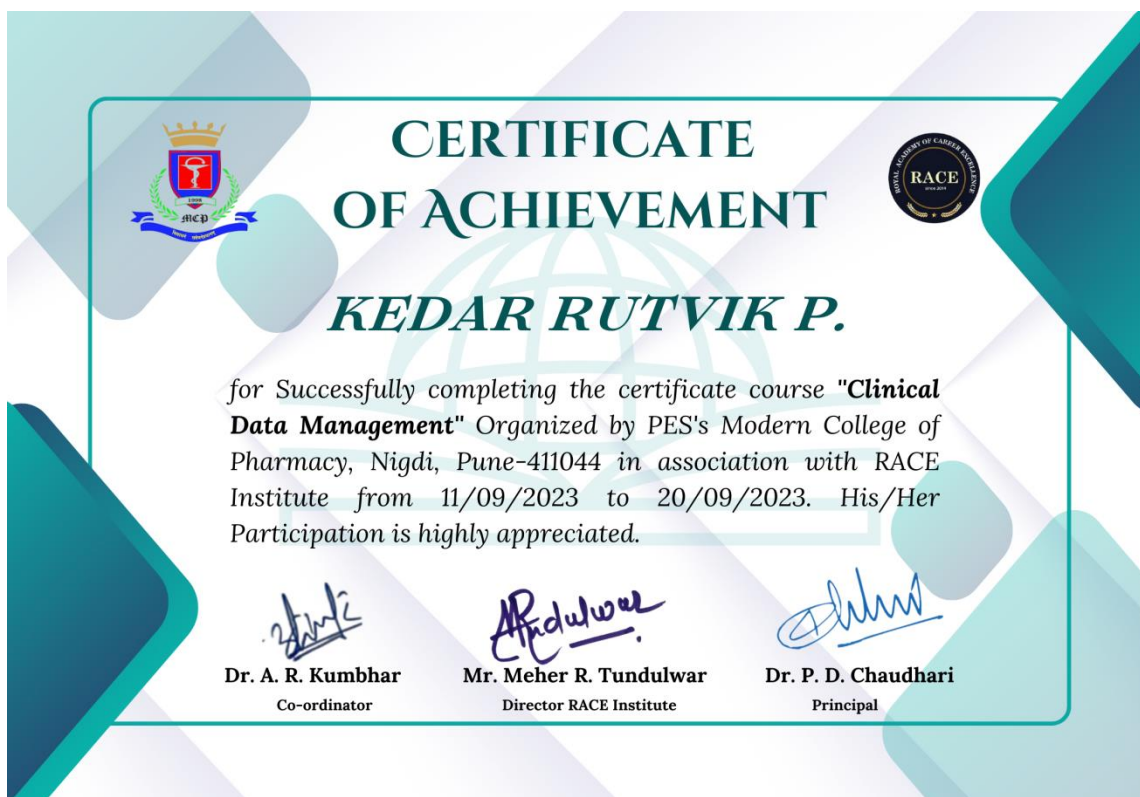 CERTIFICATE
OF ACHIEVEMENT
1999
MCP
ROYAL ACADEMY OF CAREER EXCELLENCE
RACE
since 2014
KEDAR RUTVIK P.
for Successfully completing the certificate course "Clinical
Data Management" Organized by PES's Modern College of
Pharmacy, Nigdi, Pune-411044 in association with RACE
Institute from 11/09/2023 to 20/09/2023. His/Her
Participation is highly appreciated.
Dr. A. R. Kumbhar
Co-ordinator
Mr. Meher R. Tundulwar
Director RACE Institute
Dr. P. D. Chaudhari
Principal